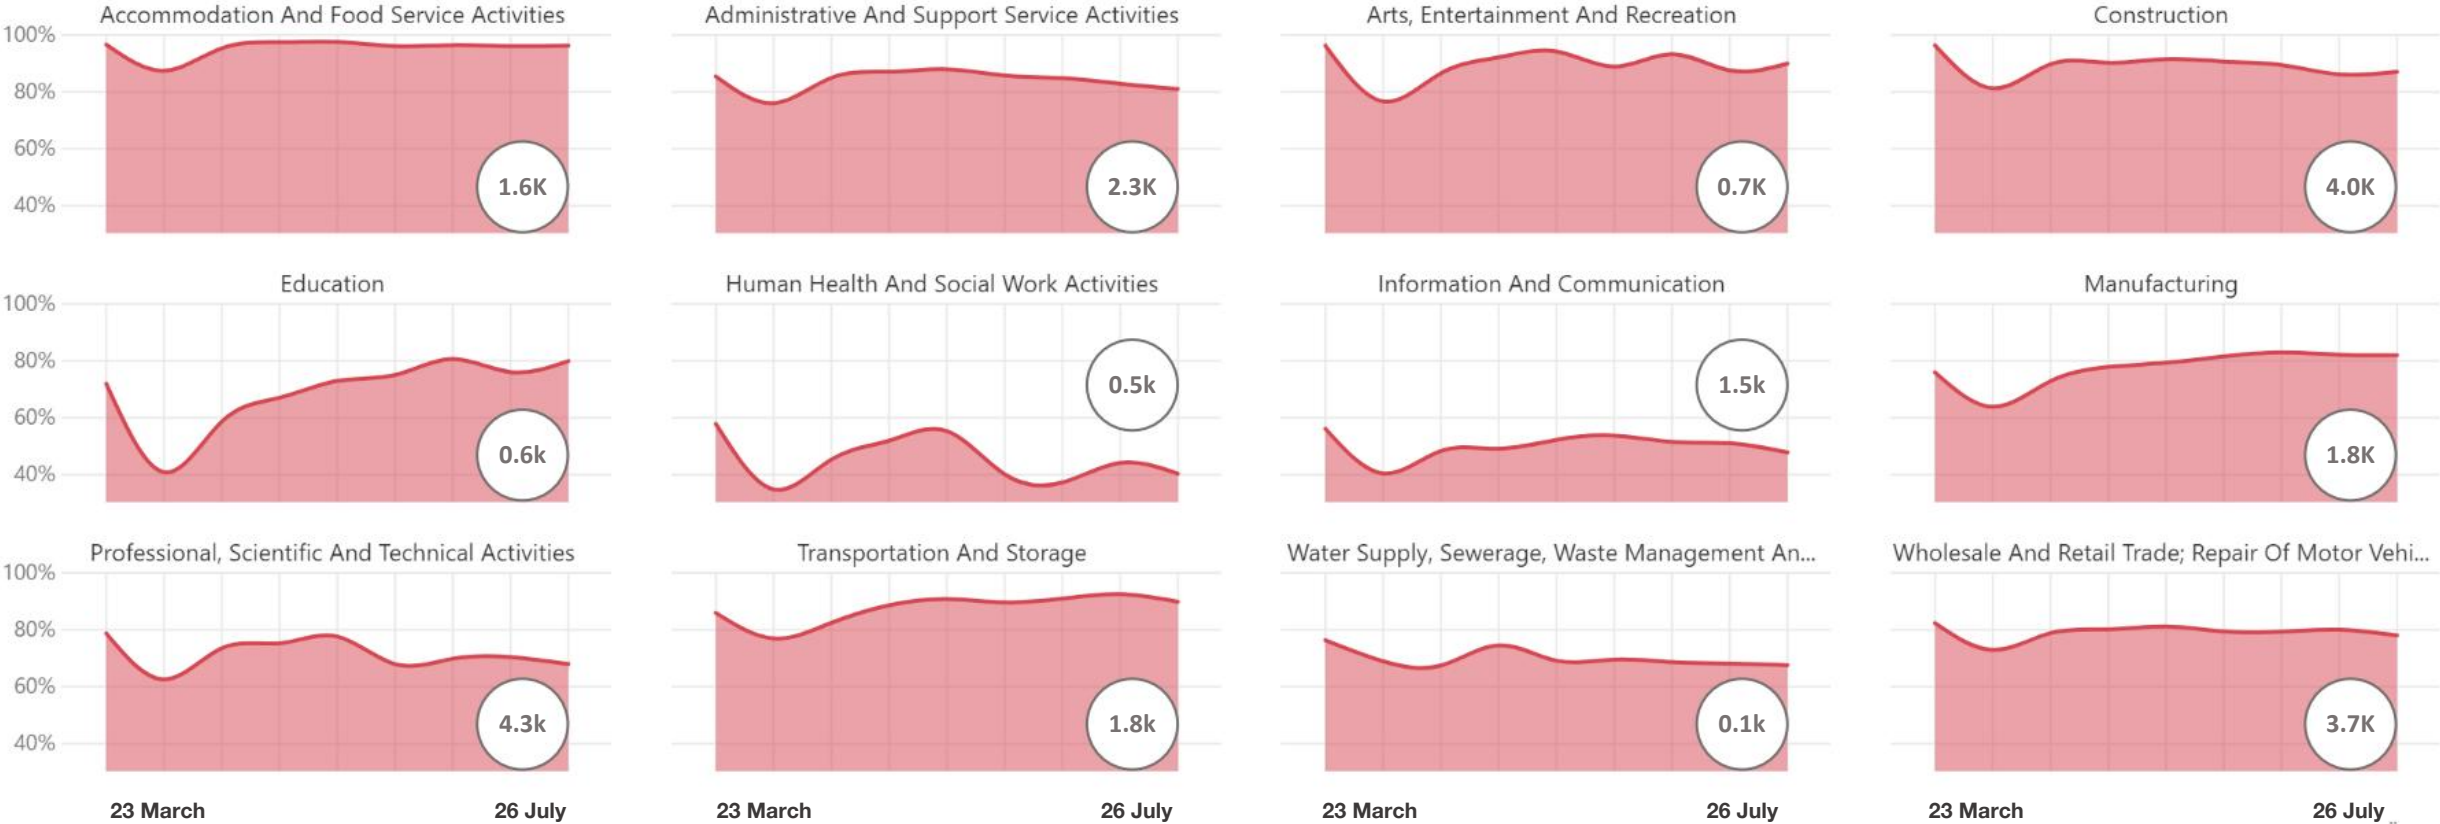 Accommodation And Food Service Activities
Administrative And Support Service Activities
Arts, Entertainment And Recreation
Construction
100%
80%
60%
40%
1.6K
2.3K
0.7K
4.0K
Education
Human Health And Social Work Activities
Information And Communication
Manufacturing
100%
80%
60%
40%
0.6k
0.5k
1.5k
1.8K
Professional, Scientific And Technical Activities
Transportation And Storage
Water Supply, Sewerage, Waste Management An...
Wholesale And Retail Trade; Repair Of Motor Vehi...
100%
80%
60%
40%
4.3k
1.8k
0.1k
3.7K
23 March
26 July
23 March
26 July
23 March
26 July
23 March
26 July